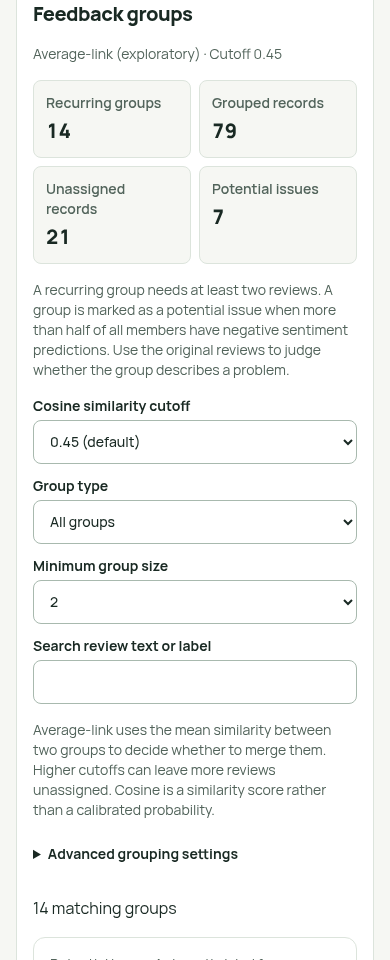 Feedback groups
Average-link (exploratory) · Cutoff 0.45
Recurring groups
14
Grouped records
79
Unassigned
records
21
Potential issues
7
A recurring group needs at least two reviews. A
group is marked as a potential issue when more
than half of all members have negative sentiment
predictions. Use the original reviews to judge
whether the group describes a problem.
Cosine similarity cutoff
0.45 (default)
Group type
All groups
Minimum group size
2
Search review text or label
Average-link uses the mean similarity between
two groups to decide whether to merge them.
Higher cutoffs can leave more reviews
unassigned. Cosine is a similarity score rather
than a calibrated probability.
Advanced grouping settings
14 matching groups